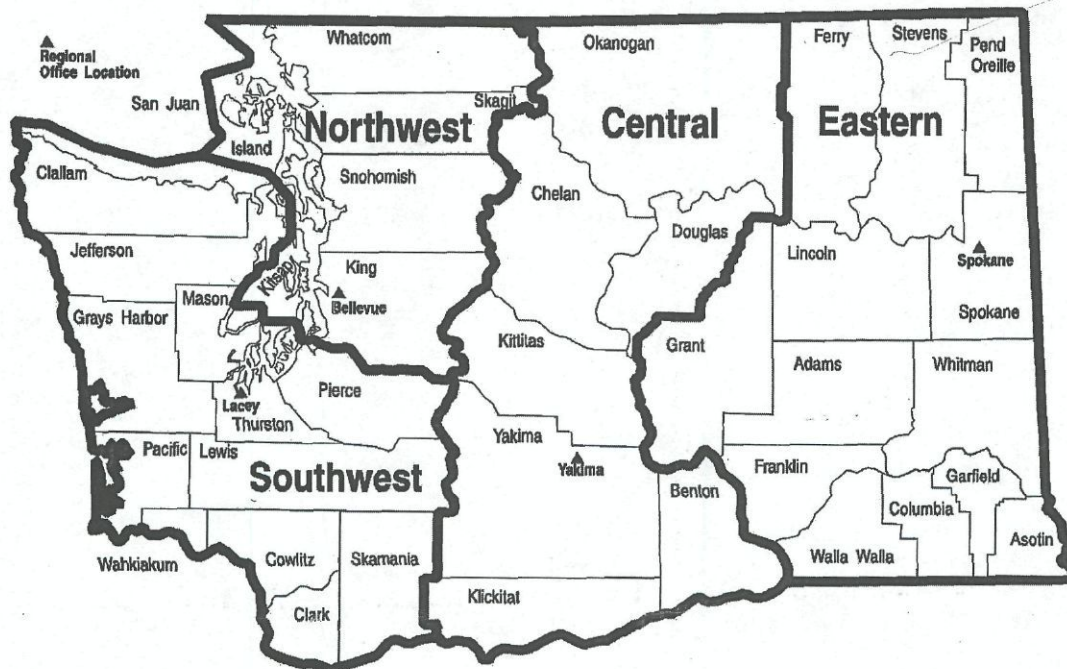 Whatcom
Okanogan
Ferry
Stevens
Pend
Oreille
Regional
Office Location
San Juan
Skagit
Northwest
Central
Eastern
Island
Clallam
Snohomish
Chelan
Douglas
Jefferson
Kitsap
King
Lincoln
Spokane
Mason
Bellevue
Grays Harbor
Spokane
Kittitas
Grant
Adams
Whitman
Pierce
Lacey
Thurston
Yakima
Pacific
Lewis
Yakima
Franklin
Southwest
Benton
Garfield
Columbia
Wahkiakum
Cowlitz
Skamania
Walla Walla
Asotin
Klickitat
Clark